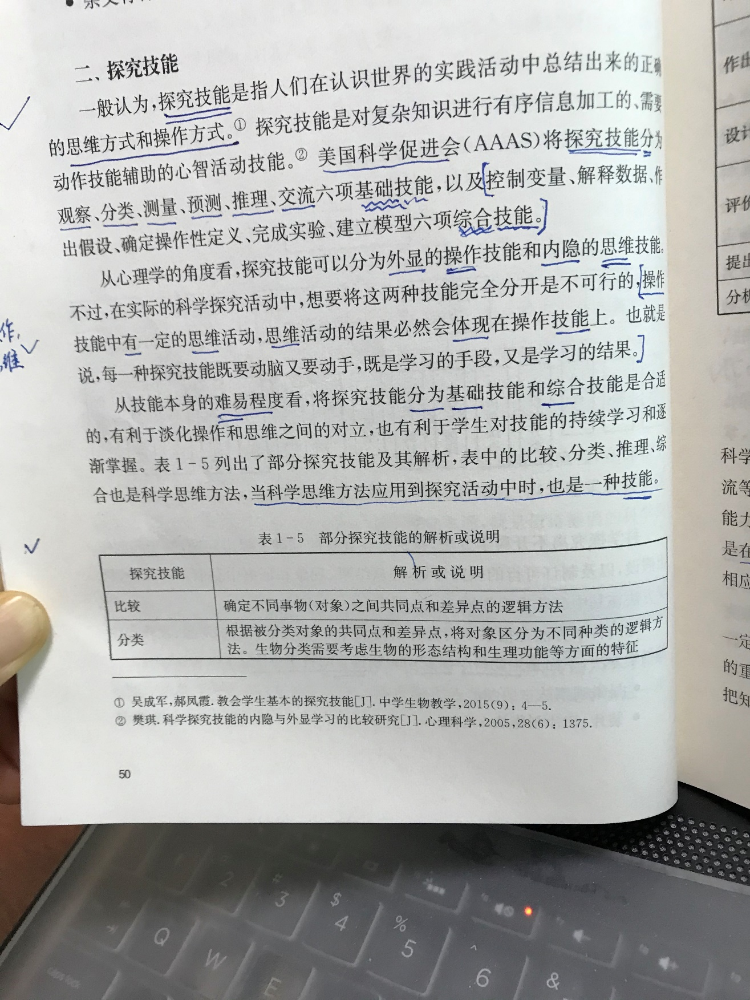 二、探究技能
一般认为,探究技能是指人们在认识世界的实践活动中总结出来的正确
的思维方式和操作方式。① 探究技能是对复杂知识进行有序信息加工的、需要
动作技能辅助的心智活动技能。② 美国科学促进会(AAAS)将探究技能分为
观察、分类、测量、预测、推理、交流六项基础技能,以及控制变量、解释数据、作
出假设、确定操作性定义、完成实验、建立模型六项综合技能。
从心理学的角度看,探究技能可以分为外显的操作技能和内隐的思维技能。
不过,在实际的科学探究活动中,想要将这两种技能完全分开是不可行的,操作
技能中有一定的思维活动,思维活动的结果必然会体现在操作技能上。也就是
说,每一种探究技能既要动脑又要动手,既是学习的手段,又是学习的结果。
从技能本身的难易程度看,将探究技能分为基础技能和综合技能是合适
的,有利于淡化操作和思维之间的对立,也有利于学生对技能的持续学习和逐
渐掌握。表1-5列出了部分探究技能及其解析,表中的比较、分类、推理、综
合也是科学思维方法,当科学思维方法应用到探究活动中时,也是一种技能。
表1-5 部分探究技能的解析或说明
探究技能 解析或说明
比较 确定不同事物(对象)之间共同点和差异点的逻辑方法
分类 根据被分类对象的共同点和差异点,将对象区分为不同种类的逻辑方
法。生物分类需要考虑生物的形态结构和生理功能等方面的特征
① 吴成军,郝凤霞.教会学生基本的探究技能[J].中学生物教学,2015(9):4—5.
② 樊琪.科学探究技能的内隐与外显学习的比较研究[J].心理科学,2005,28(6):1375.
50
作,
维
作出
设计
评价
提出
分析
科学
流等
能力
是在
相应
一定
的重
把知
2
# 3
$ 4
% 5
^ 6
&
Q
W
E